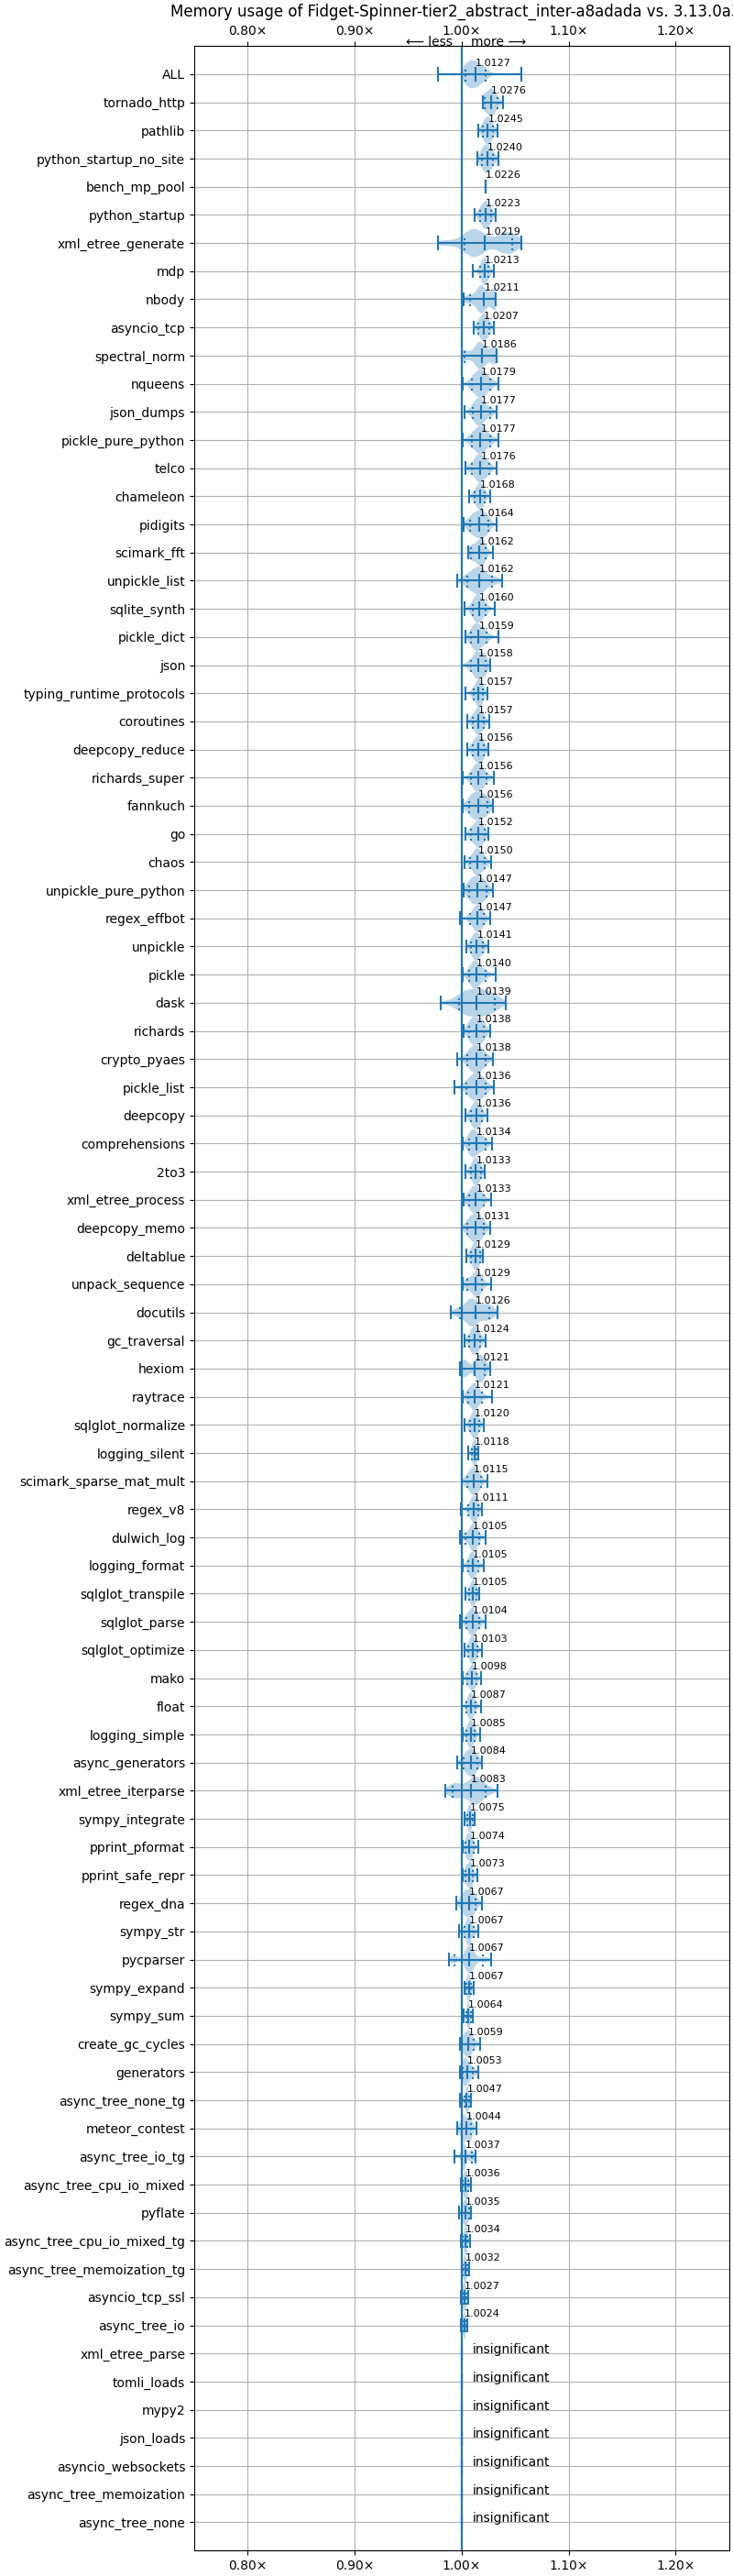 Memory usage of Fidget-Spinner-tier2_abstract_inter-a8adada vs. 3.13.0a
0.80× 0.90× 1.00× 1.10× 1.20×
⟵ less more ⟶
ALL 1.0127
tornado_http 1.0276
pathlib 1.0245
python_startup_no_site 1.0240
bench_mp_pool 1.0226
python_startup 1.0223
xml_etree_generate 1.0219
mdp 1.0213
nbody 1.0211
asyncio_tcp 1.0207
spectral_norm 1.0186
nqueens 1.0179
json_dumps 1.0177
pickle_pure_python 1.0177
telco 1.0176
chameleon 1.0168
pidigits 1.0164
scimark_fft 1.0162
unpickle_list 1.0162
sqlite_synth 1.0160
pickle_dict 1.0159
json 1.0158
typing_runtime_protocols 1.0157
coroutines 1.0157
deepcopy_reduce 1.0156
richards_super 1.0156
fannkuch 1.0156
go 1.0152
chaos 1.0150
unpickle_pure_python 1.0147
regex_effbot 1.0147
unpickle 1.0141
pickle 1.0140
dask 1.0139
richards 1.0138
crypto_pyaes 1.0138
pickle_list 1.0136
deepcopy 1.0136
comprehensions 1.0134
2to3 1.0133
xml_etree_process 1.0133
deepcopy_memo 1.0131
deltablue 1.0129
unpack_sequence 1.0129
docutils 1.0126
gc_traversal 1.0124
hexiom 1.0121
raytrace 1.0121
sqlglot_normalize 1.0120
logging_silent 1.0118
scimark_sparse_mat_mult 1.0115
regex_v8 1.0111
dulwich_log 1.0105
logging_format 1.0105
sqlglot_transpile 1.0105
sqlglot_parse 1.0104
sqlglot_optimize 1.0103
mako 1.0098
float 1.0087
logging_simple 1.0085
async_generators 1.0084
xml_etree_iterparse 1.0083
sympy_integrate 1.0075
pprint_pformat 1.0074
pprint_safe_repr 1.0073
regex_dna 1.0067
sympy_str 1.0067
pycparser 1.0067
sympy_expand 1.0067
sympy_sum 1.0064
create_gc_cycles 1.0059
generators 1.0053
async_tree_none_tg 1.0047
meteor_contest 1.0044
async_tree_io_tg 1.0037
async_tree_cpu_io_mixed 1.0036
pyflate 1.0035
async_tree_cpu_io_mixed_tg 1.0034
async_tree_memoization_tg 1.0032
asyncio_tcp_ssl 1.0027
async_tree_io 1.0024
xml_etree_parse insignificant
tomli_loads insignificant
mypy2 insignificant
json_loads insignificant
asyncio_websockets insignificant
async_tree_memoization insignificant
async_tree_none insignificant
0.80× 0.90× 1.00× 1.10× 1.20×